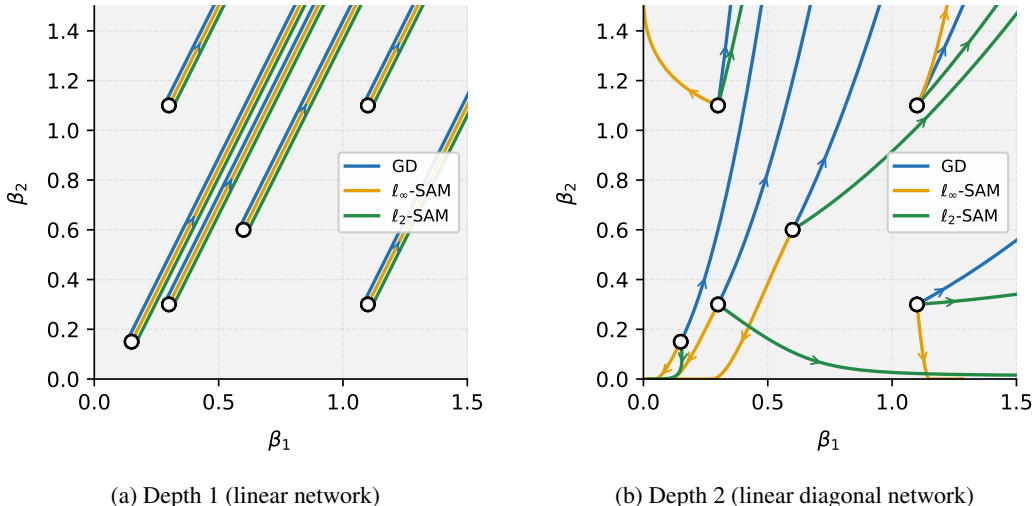 1.4
1.2
1.0
0.8
0.6
0.4
0.2
0.0
β₂
0.0
0.5
1.0
1.5
β₁
GD
ℓ∞-SAM
ℓ₂-SAM
(a) Depth 1 (linear network)
1.4
1.2
1.0
0.8
0.6
0.4
0.2
0.0
β₂
0.0
0.5
1.0
1.5
β₁
GD
ℓ∞-SAM
ℓ₂-SAM
(b) Depth 2 (linear diagonal network)